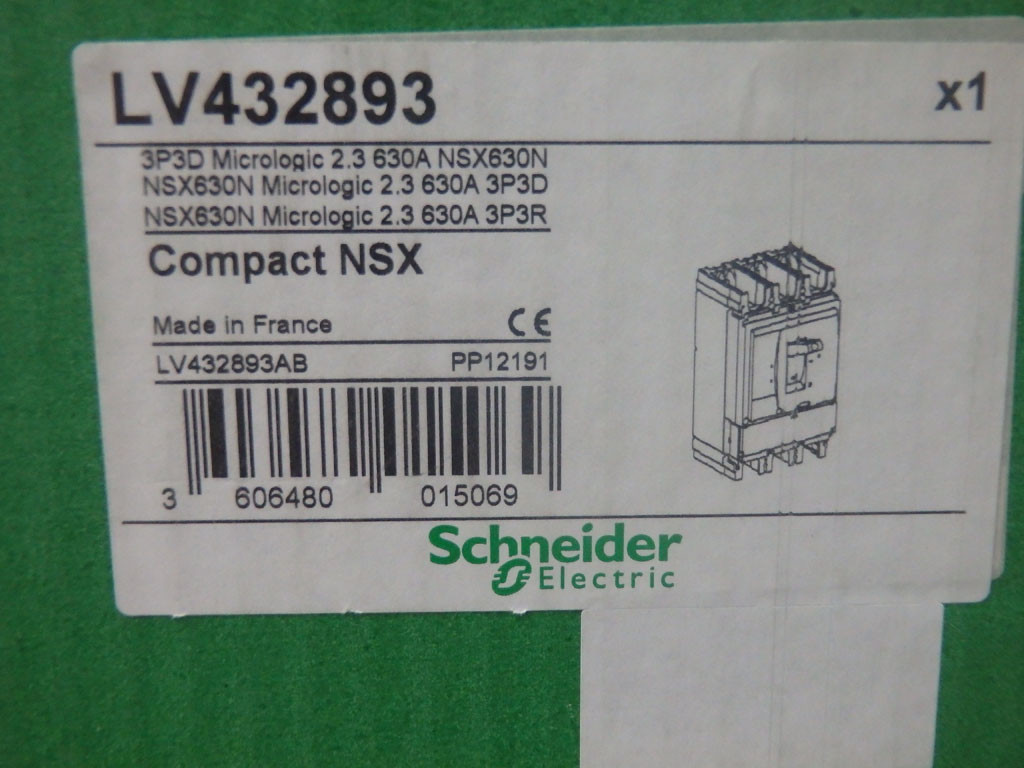 LV432893 x1
3P3D Micrologic 2.3 630A NSX630N
NSX630N Micrologic 2.3 630A 3P3D
NSX630N Micrologic 2.3 630A 3P3R
Compact NSX
Made in France CE
LV432893AB PP12191
3 606480 015069
Schneider
Electric